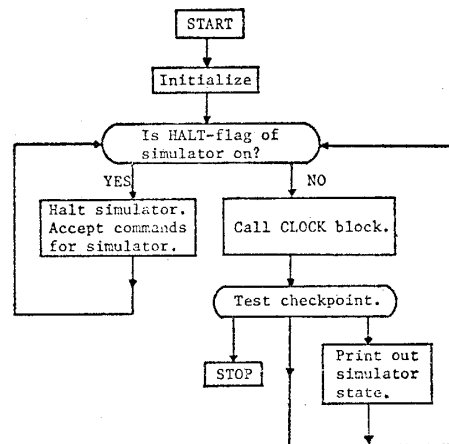 START
Initialize
Is HALT-flag of
simulator on?
YES
NO
Halt simulator.
Accept commands
for simulator.
Call CLOCK block.
Test checkpoint.
STOP
Print out
simulator
state.